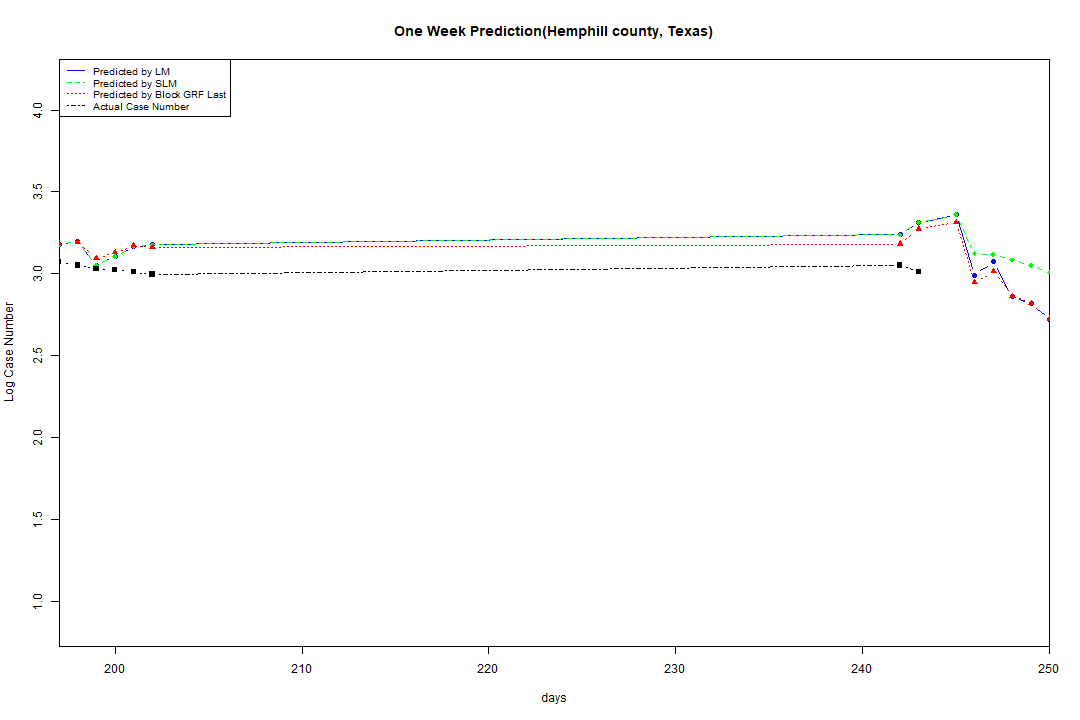 One Week Prediction(Hemphill county, Texas)
Predicted by LM
Predicted by SLM
Predicted by Block GRF Last
Actual Case Number
Log Case Number
4.0
3.5
3.0
2.5
2.0
1.5
1.0
200 210 220 230 240 250
days